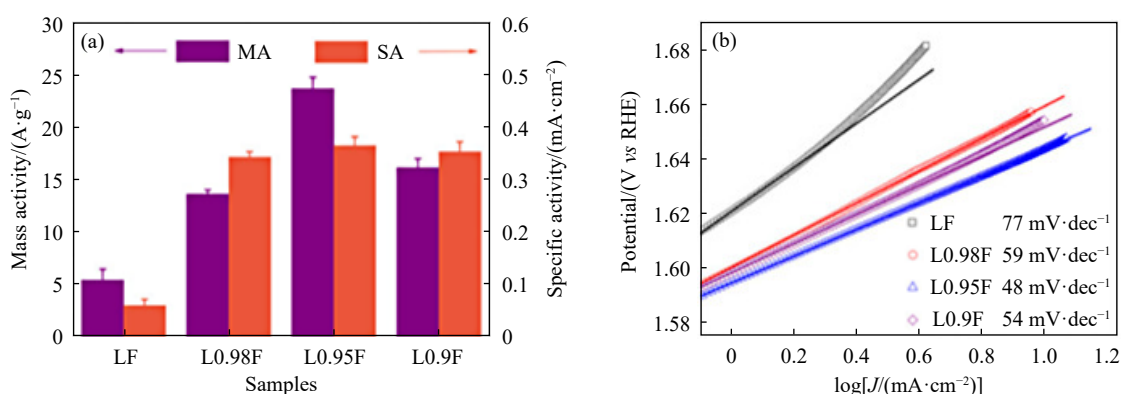 (a)
MA
SA
30
25
20
15
10
5
0
Mass activity/(A·g⁻¹)
0.6
0.5
0.4
0.3
0.2
0.1
0
Specific activity/(mA·cm⁻²)
LF L0.98F L0.95F L0.9F
Samples
(b)
1.68
1.66
1.64
1.62
1.60
1.58
Potential/(V vs RHE)
LF 77 mV·dec⁻¹
L0.98F 59 mV·dec⁻¹
L0.95F 48 mV·dec⁻¹
L0.9F 54 mV·dec⁻¹
0 0.2 0.4 0.6 0.8 1.0 1.2
log[J/(mA·cm⁻²)]